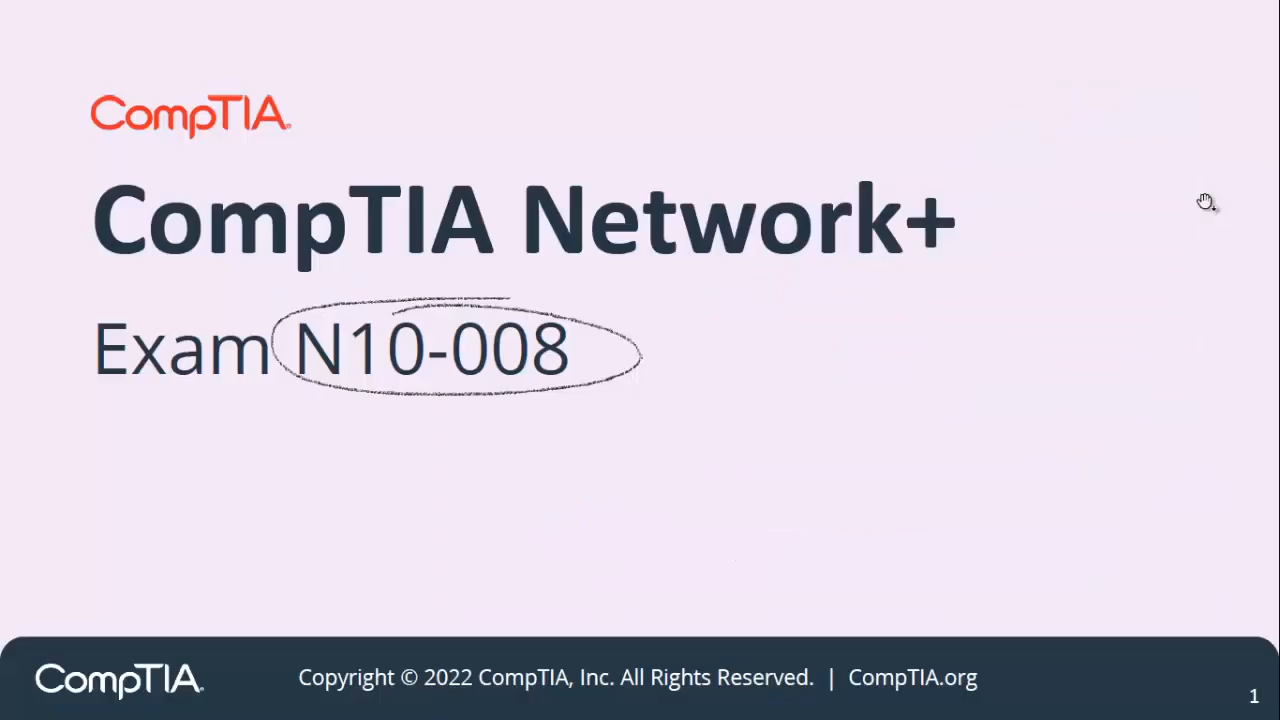 CompTIA®
CompTIA Network+
Exam N10-008
CompTIA® Copyright © 2022 CompTIA, Inc. All Rights Reserved. | CompTIA.org 1